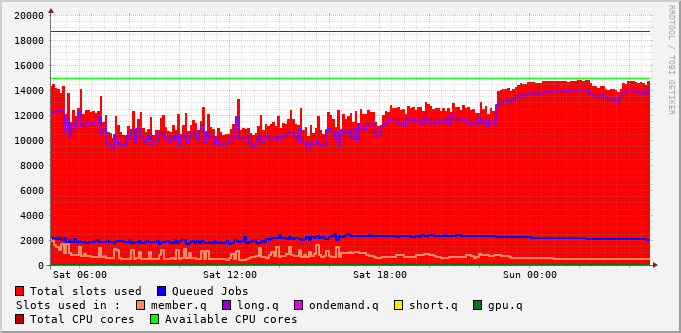 RRDTOOL / TOBI OETIKER
20000
18000
16000
14000
12000
10000
8000
6000
4000
2000
0
Sat 06:00 Sat 12:00 Sat 18:00 Sun 00:00
Total slots used Queued Jobs
Slots used in : member.q long.q ondemand.q short.q gpu.q
Total CPU cores Available CPU cores